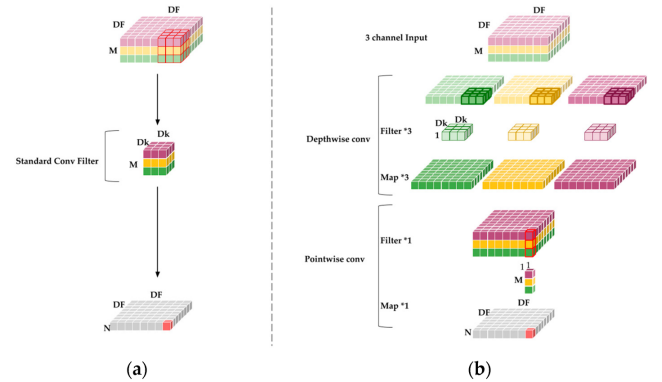 DF
DF
M
Dk
Dk
Standard Conv Filter
M
DF
DF
N
(a)
DF
DF
3 channel Input
M
Dk
Filter *3
Dk
1
Depthwise conv
Map *3
Filter *1
Pointwise conv
1
1
M
Map *1
DF
DF
N
(b)